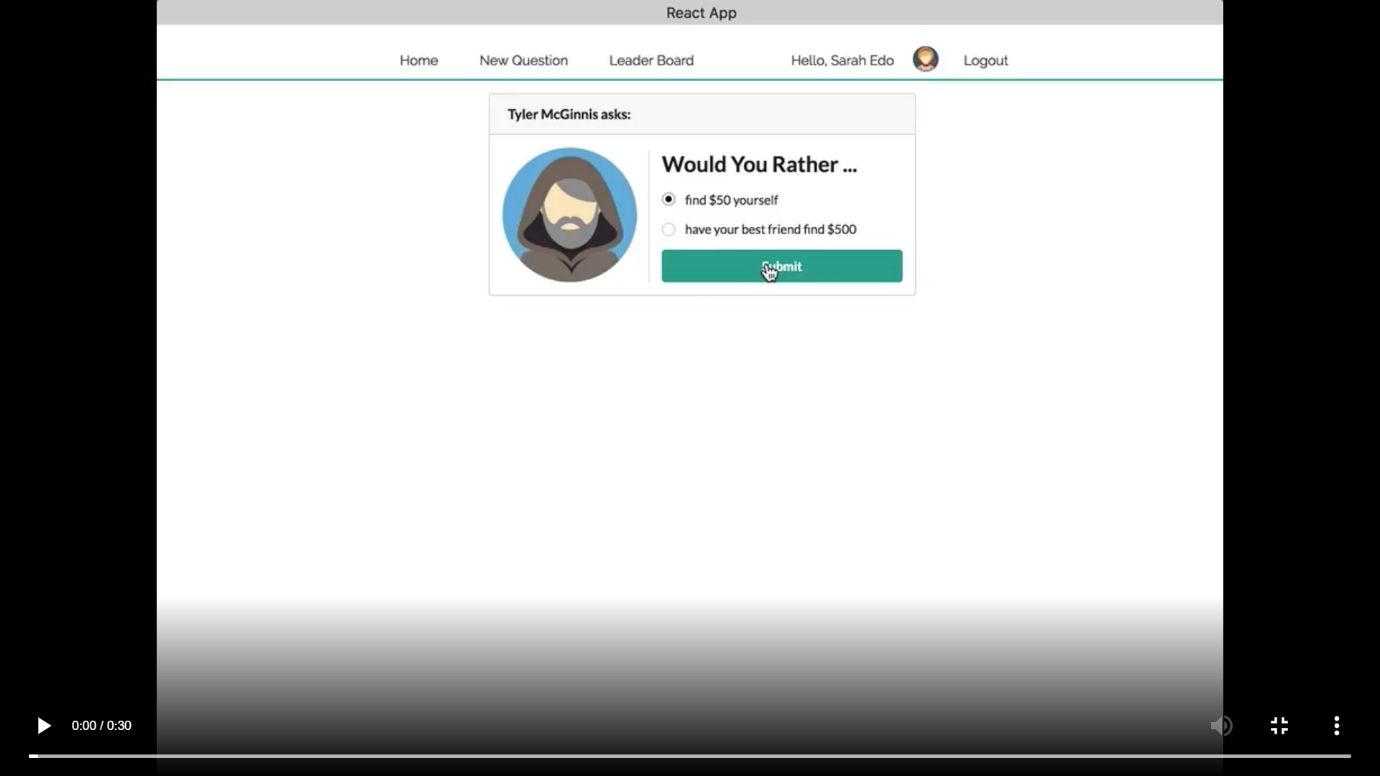 React App
Home New Question Leader Board Hello, Sarah Edo Logout
Tyler McGinnis asks:
Would You Rather ...
find $50 yourself
have your best friend find $500
Submit
0:00 / 0:30